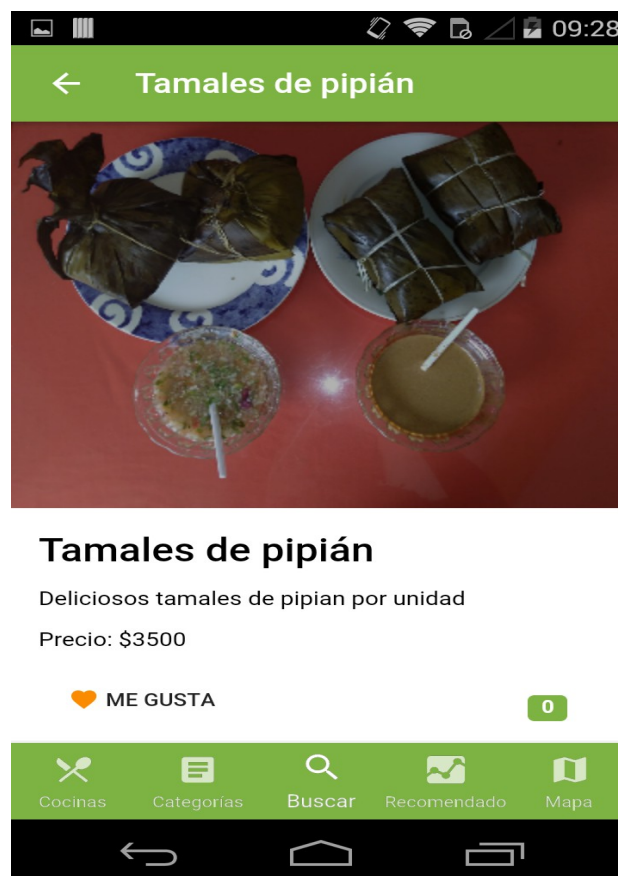 09:28
Tamales de pipián
Tamales de pipián
Deliciosos tamales de pipian por unidad
Precio: $3500
ME GUSTA
0
Cocinas Categorías Buscar Recomendado Mapa